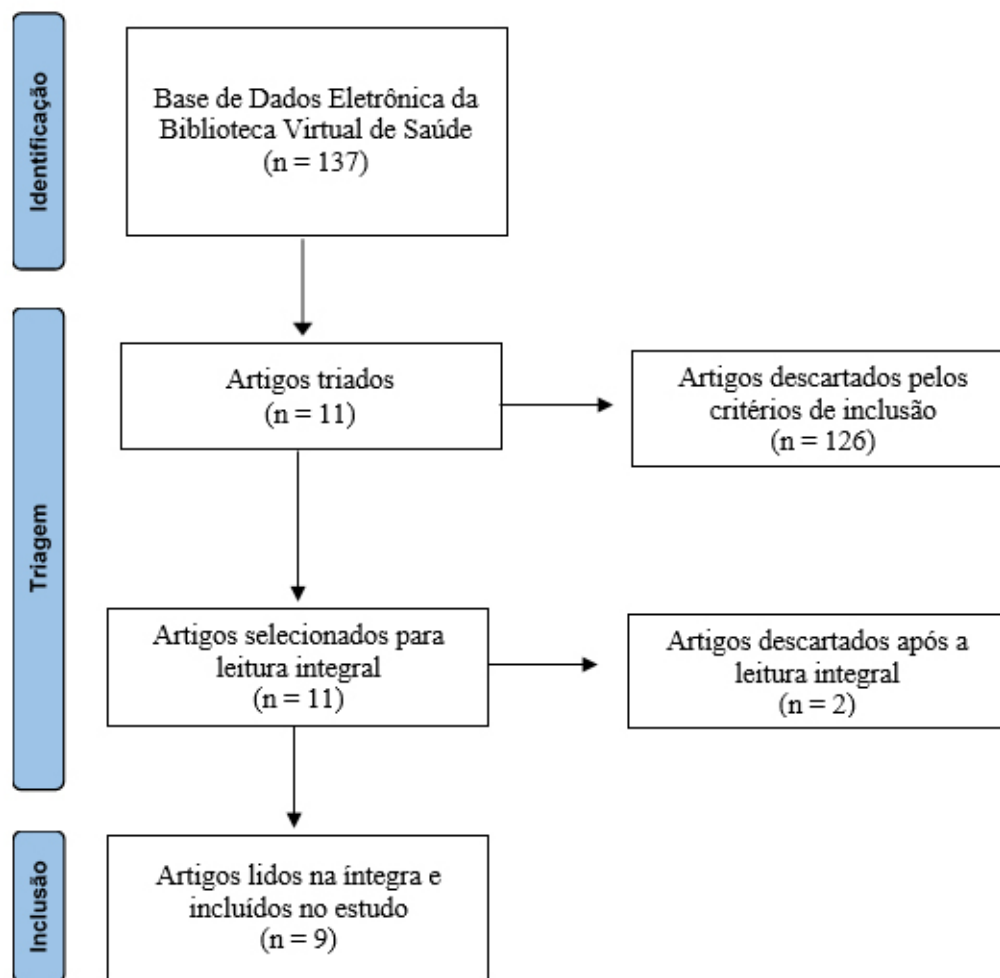 Identificação
Base de Dados Eletrônica da
Biblioteca Virtual de Saúde
(n = 137)
Triagem
Artigos triados
(n = 11)
Artigos descartados pelos
critérios de inclusão
(n = 126)
Artigos selecionados para
leitura integral
(n = 11)
Artigos descartados após a
leitura integral
(n = 2)
Inclusão
Artigos lidos na íntegra e
incluídos no estudo
(n = 9)